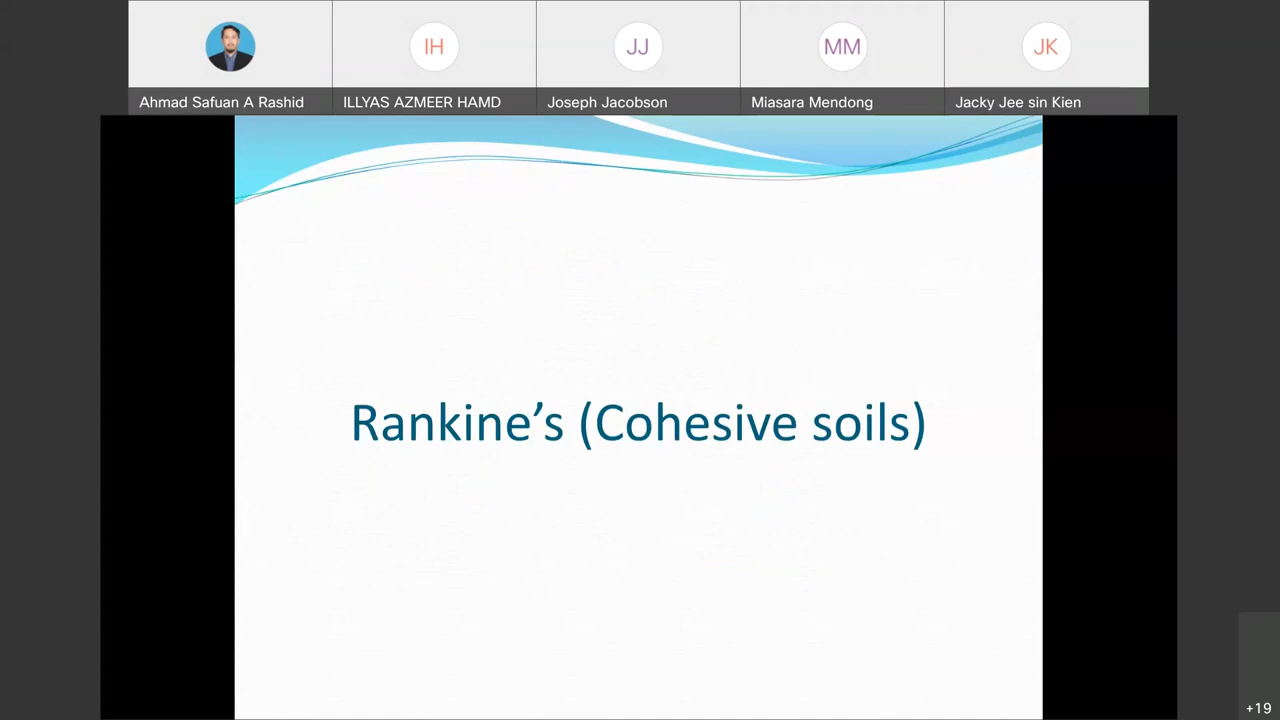 IH
JJ
MM
JK
Ahmad Safuan A Rashid
ILLYAS AZMEER HAMD
Joseph Jacobson
Miasara Mendong
Jacky Jee sin Kien
Rankine’s (Cohesive soils)
+19